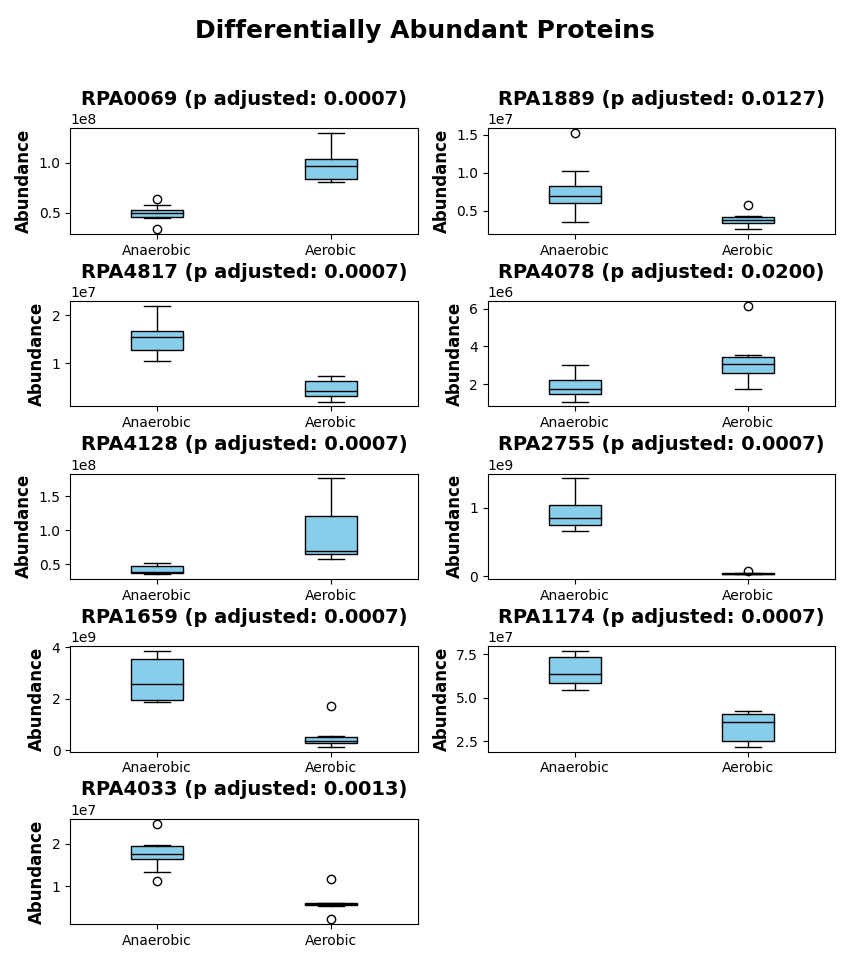 Differentially Abundant Proteins
RPA0069 (p adjusted: 0.0007)
1e8
Abundance
1.0
0.5
Anaerobic Aerobic
RPA1889 (p adjusted: 0.0127)
1e7
Abundance
1.5
1.0
0.5
Anaerobic Aerobic
RPA4817 (p adjusted: 0.0007)
1e7
Abundance
2
1
Anaerobic Aerobic
RPA4078 (p adjusted: 0.0200)
1e6
Abundance
6
4
2
Anaerobic Aerobic
RPA4128 (p adjusted: 0.0007)
1e8
Abundance
1.5
1.0
0.5
Anaerobic Aerobic
RPA2755 (p adjusted: 0.0007)
1e9
Abundance
1
0
Anaerobic Aerobic
RPA1659 (p adjusted: 0.0007)
1e9
Abundance
4
2
0
Anaerobic Aerobic
RPA1174 (p adjusted: 0.0007)
1e7
Abundance
7.5
5.0
2.5
Anaerobic Aerobic
RPA4033 (p adjusted: 0.0013)
1e7
Abundance
2
1
Anaerobic Aerobic